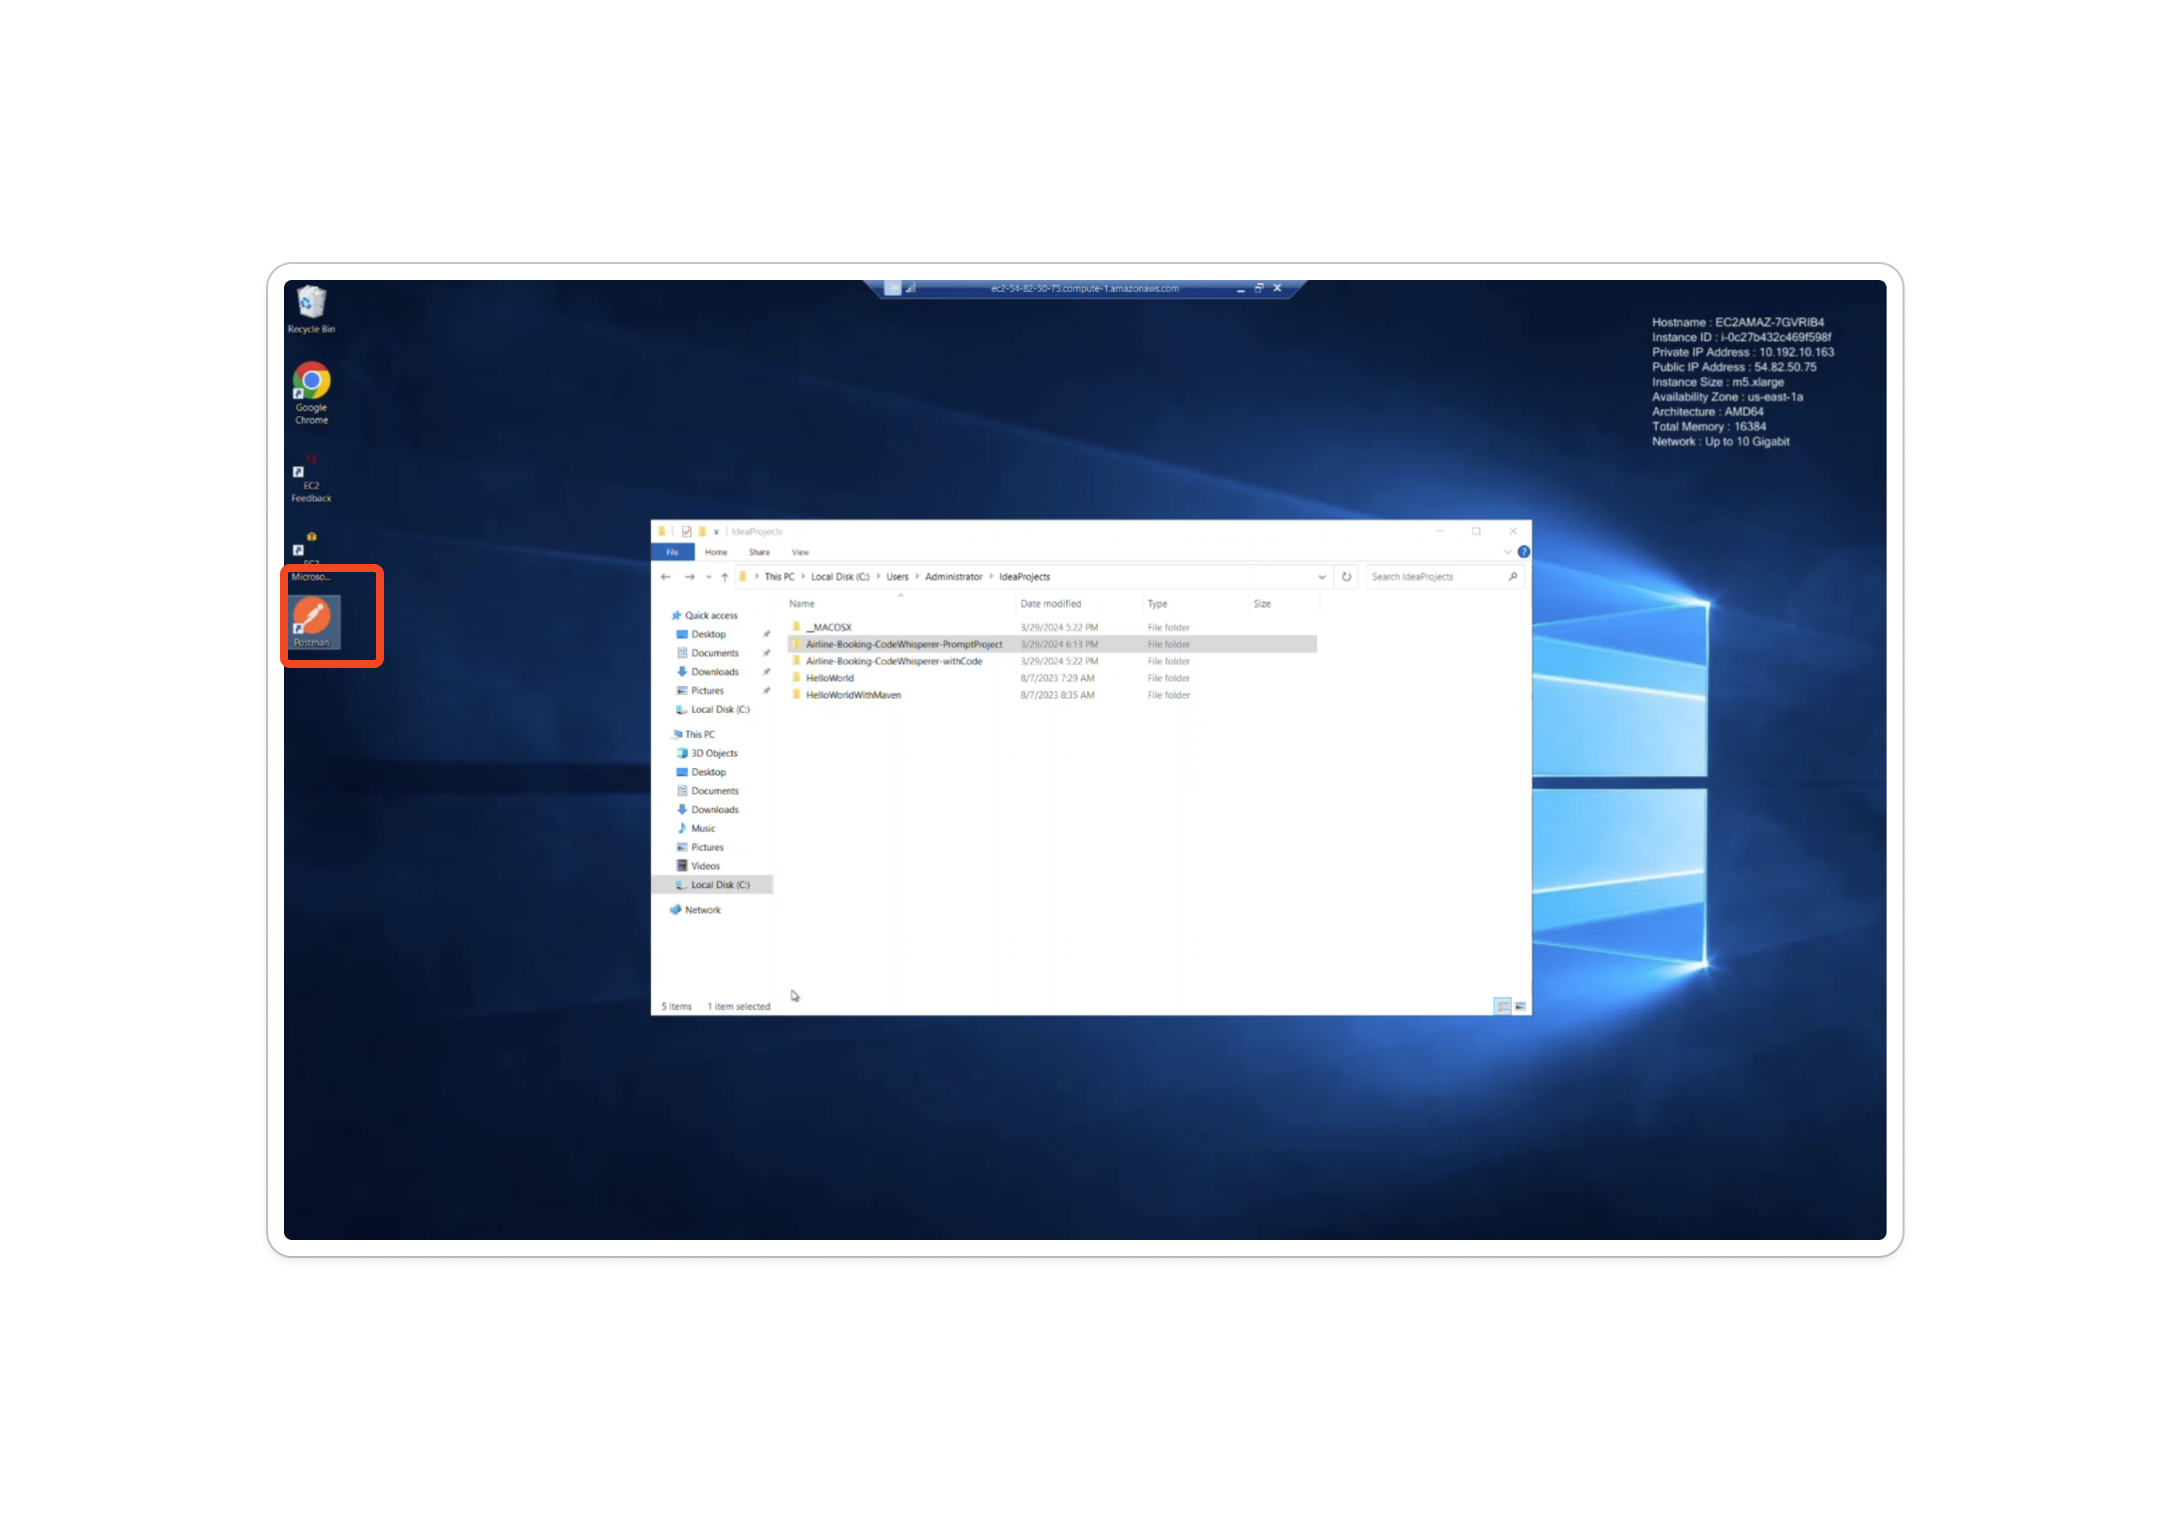 ec2-54-82-50-75.compute-1.amazonaws.com
Recycle Bin
Google
Chrome
EC2
Feedback
EC2
Microso...
Postman
Hostname : EC2AMAZ-7GVRIB4
Instance ID : i-0c27b432c469f598f
Private IP Address : 10.192.10.163
Public IP Address : 54.82.50.75
Instance Size : m5.xlarge
Availability Zone : us-east-1a
Architecture : AMD64
Total Memory : 16384
Network : Up to 10 Gigabit
IdeaProjects
File Home Share View
This PC > Local Disk (C:) > Users > Administrator > IdeaProjects
Search IdeaProjects
Name Date modified Type Size
__MACOSX 3/29/2024 5:22 PM File folder
Airline-Booking-CodeWhisperer-PromptProject 3/29/2024 6:13 PM File folder
Airline-Booking-CodeWhisperer-withCode 3/29/2024 5:22 PM File folder
HelloWorld 8/7/2023 7:29 AM File folder
HelloWorldWithMaven 8/7/2023 8:35 AM File folder
Quick access
Desktop
Documents
Downloads
Pictures
Local Disk (C:)
This PC
3D Objects
Desktop
Documents
Downloads
Music
Pictures
Videos
Local Disk (C:)
Network
5 items 1 item selected